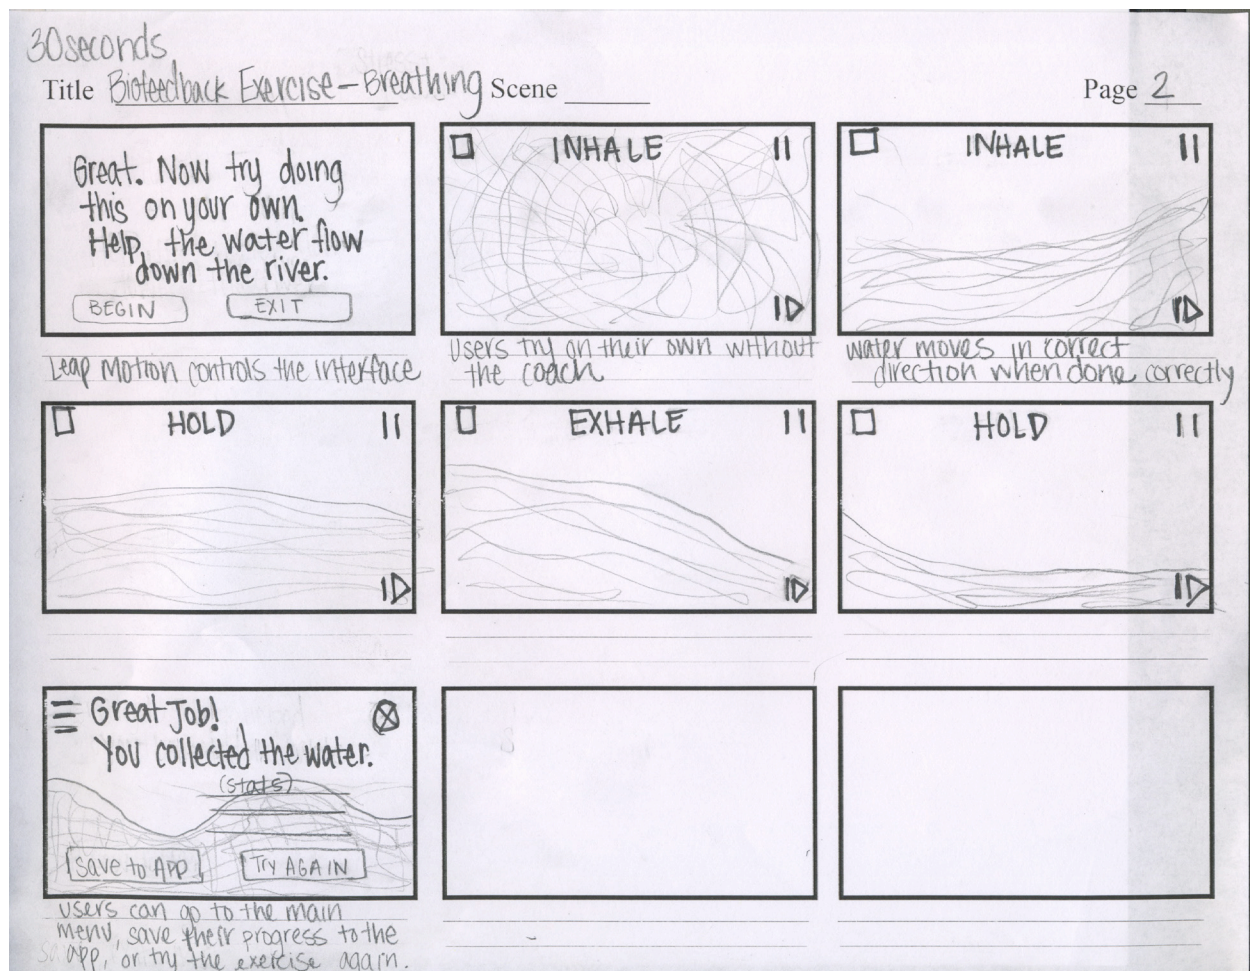 30seconds
Title Biofeedback Exercise - Breathing Scene Page 2
Great. Now try doing
this on your own.
Help, the water flow
down the river.
BEGIN EXIT
Leap Motion controls the interface
INHALE
users try on their own without
the coach
INHALE
water moves in correct
direction when done correctly
HOLD
EXHALE
HOLD
Great Job!
You collected the water.
(stats)
Save to App TRY AGAIN
users can go to the main
menu, save their progress to the
app, or try the exercise again.